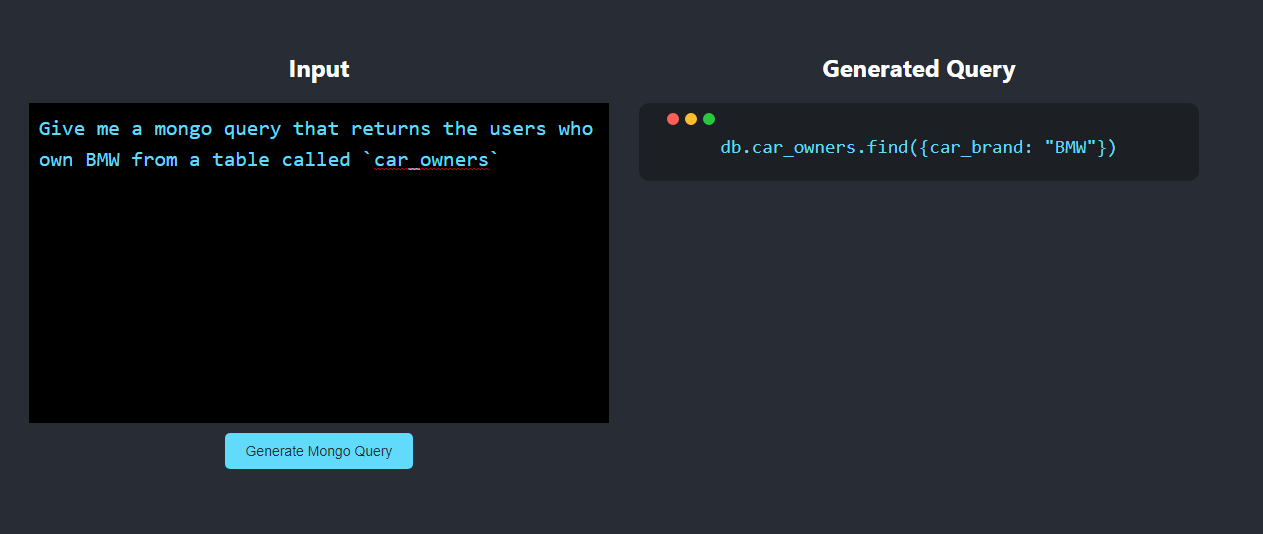 Input
Give me a mongo query that returns the users who
own BMW from a table called `car_owners`
Generate Mongo Query
Generated Query
db.car_owners.find({car_brand: "BMW"})